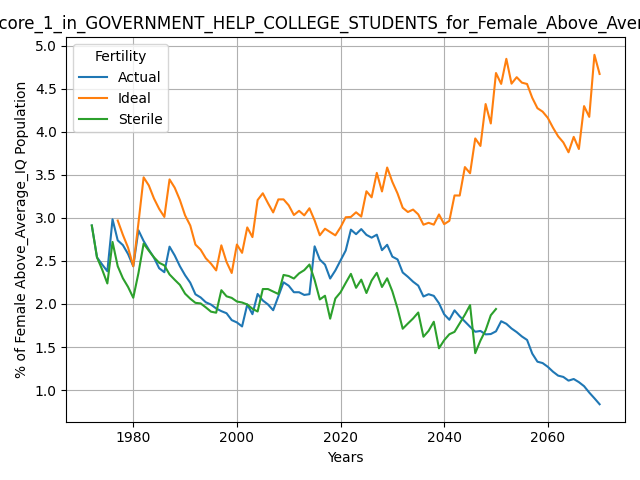 core_1_in_GOVERNMENT_HELP_COLLEGE_STUDENTS_for_Female_Above_Aver
Fertility
Actual
Ideal
Sterile
% of Female Above_Average_IQ Population
5.0
4.5
4.0
3.5
3.0
2.5
2.0
1.5
1.0
1980
2000
2020
2040
2060
Years